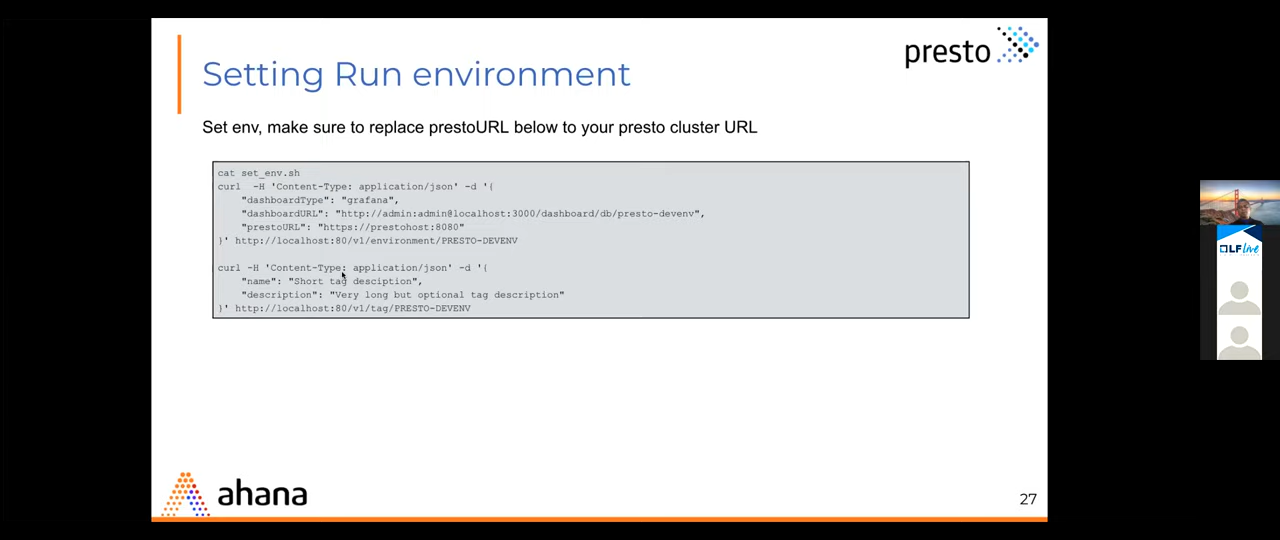 presto
Setting Run environment
Set env, make sure to replace prestoURL below to your presto cluster URL
cat set_env.sh
curl  -H 'Content-Type: application/json' -d '{
    "dashboardType": "grafana",
    "dashboardURL": "http://admin:admin@localhost:3000/dashboard/db/presto-devenv",
    "prestoURL": "https://prestohost:8080"
}' http://localhost:80/v1/environment/PRESTO-DEVENV
curl -H 'Content-Type: application/json' -d '{
    "name": "Short tag desciption",
    "description": "Very long but optional tag description"
}' http://localhost:80/v1/tag/PRESTO-DEVENV
LF Live
ahana
27